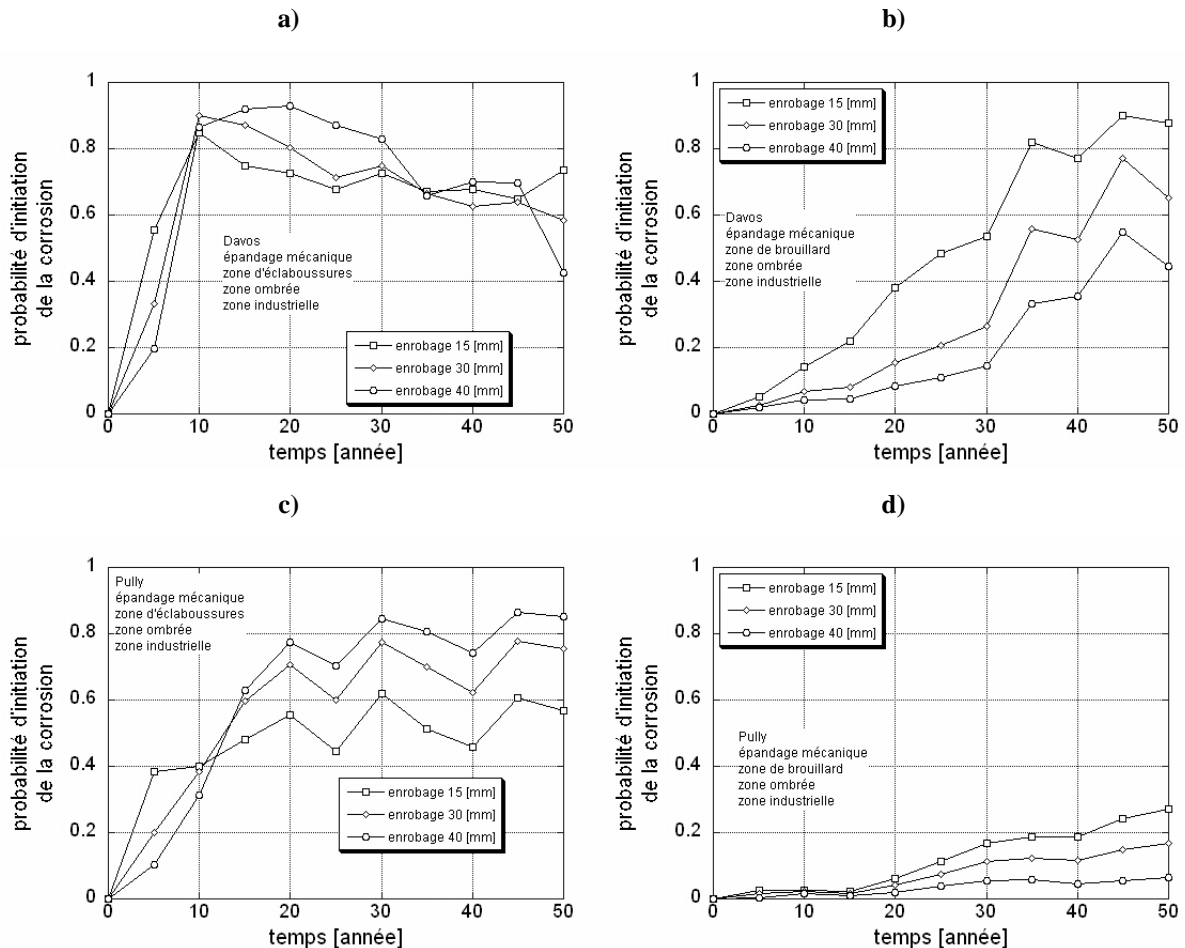 a)
probabilité d'initiation
de la corrosion
1
0.8
0.6
0.4
0.2
0
Davos
épandage mécanique
zone d'éclaboussures
zone ombrée
zone industrielle
enrobage 15 [mm]
enrobage 30 [mm]
enrobage 40 [mm]
0 10 20 30 40 50
temps [année]
b)
probabilité d'initiation
de la corrosion
1
0.8
0.6
0.4
0.2
0
enrobage 15 [mm]
enrobage 30 [mm]
enrobage 40 [mm]
Davos
épandage mécanique
zone de brouillard
zone ombrée
zone industrielle
0 10 20 30 40 50
temps [année]
c)
probabilité d'initiation
de la corrosion
1
0.8
0.6
0.4
0.2
0
Pully
épandage mécanique
zone d'éclaboussures
zone ombrée
zone industrielle
enrobage 15 [mm]
enrobage 30 [mm]
enrobage 40 [mm]
0 10 20 30 40 50
temps [année]
d)
probabilité d'initiation
de la corrosion
1
0.8
0.6
0.4
0.2
0
enrobage 15 [mm]
enrobage 30 [mm]
enrobage 40 [mm]
Pully
épandage mécanique
zone de brouillard
zone ombrée
zone industrielle
0 10 20 30 40 50
temps [année]